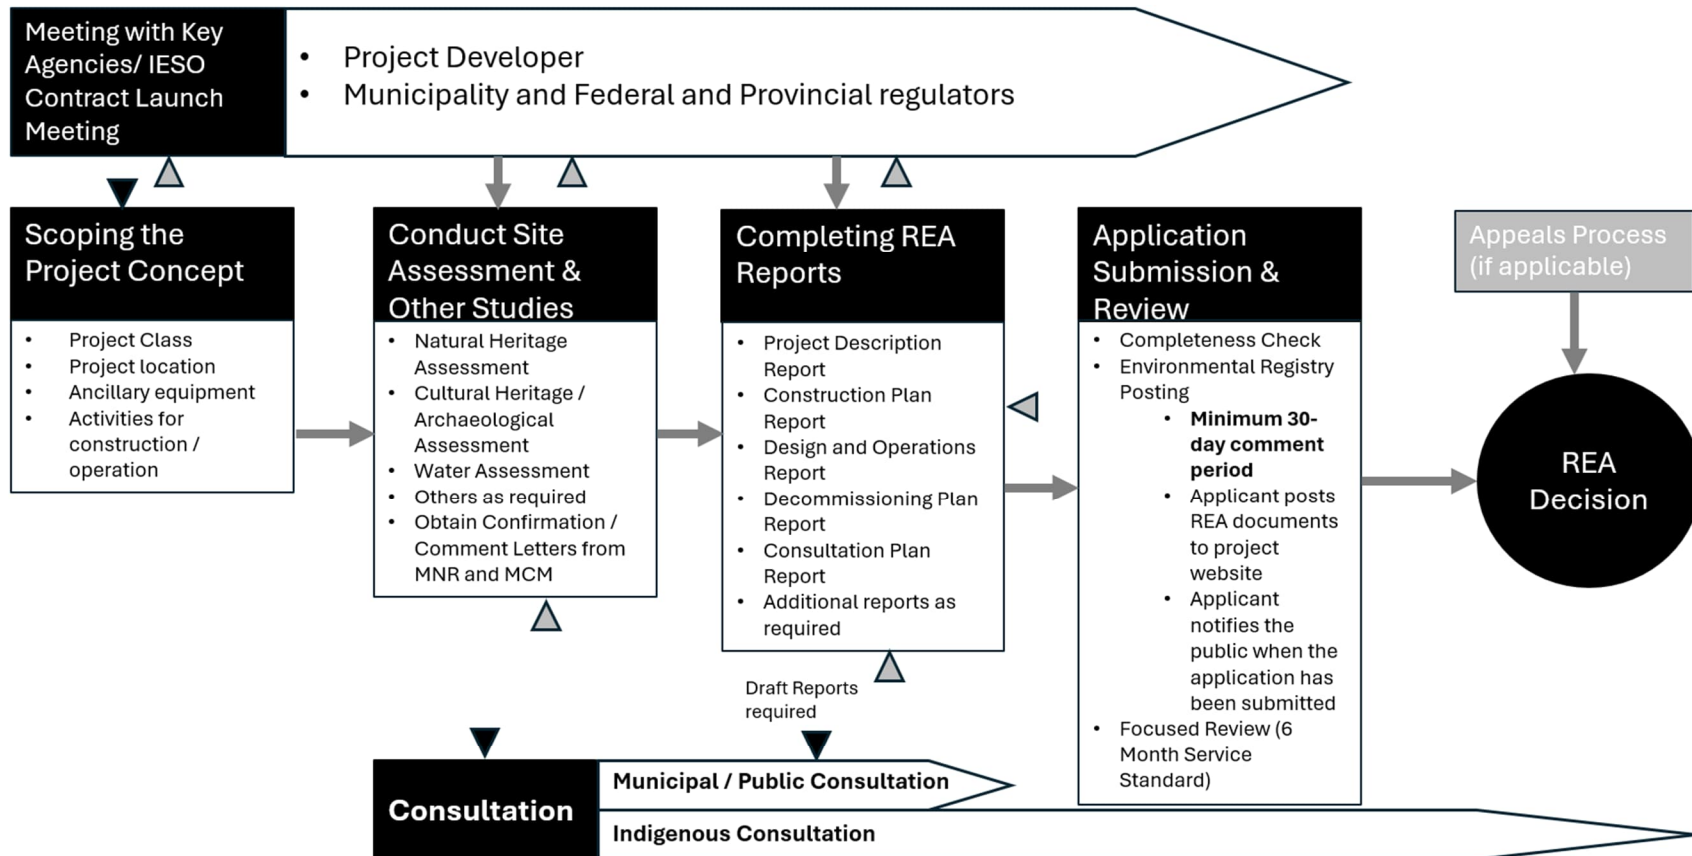 Meeting with Key
Agencies/ IESO
Contract Launch
Meeting
• Project Developer
• Municipality and Federal and Provincial regulators
Scoping the
Project Concept
• Project Class
• Project location
• Ancillary equipment
• Activities for
construction /
operation
Conduct Site
Assessment &
Other Studies
• Natural Heritage
Assessment
• Cultural Heritage /
Archaeological
Assessment
• Water Assessment
• Others as required
• Obtain Confirmation /
Comment Letters from
MNR and MCM
Completing REA
Reports
• Project Description
Report
• Construction Plan
Report
• Design and Operations
Report
• Decommissioning Plan
Report
• Consultation Plan
Report
• Additional reports as
required
Draft Reports
required
Application
Submission &
Review
• Completeness Check
• Environmental Registry
Posting
• Minimum 30-
day comment
period
• Applicant posts
REA documents
to project
website
• Applicant
notifies the
public when the
application has
been submitted
• Focused Review (6
Month Service
Standard)
Appeals Process
(if applicable)
REA
Decision
Consultation
Municipal / Public Consultation
Indigenous Consultation